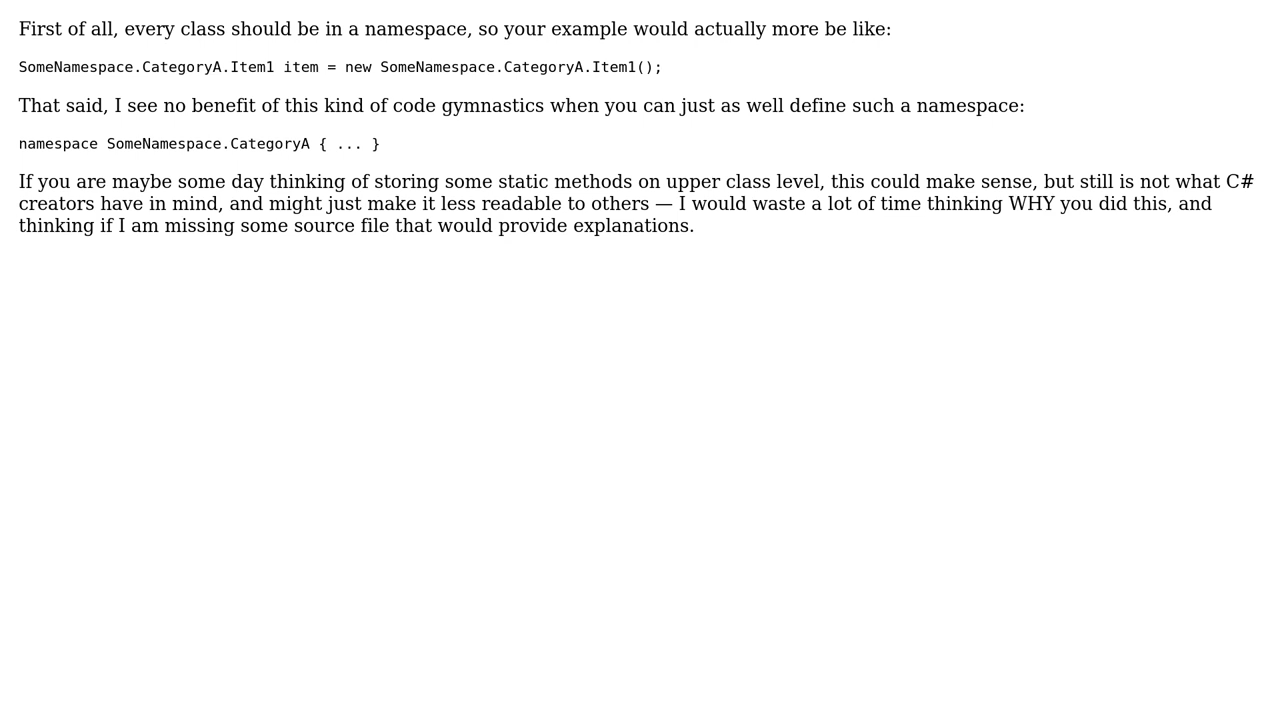 First of all, every class should be in a namespace, so your example would actually more be like:
SomeNamespace.CategoryA.Item1 item = new SomeNamespace.CategoryA.Item1();
That said, I see no benefit of this kind of code gymnastics when you can just as well define such a namespace:
namespace SomeNamespace.CategoryA { ... }
If you are maybe some day thinking of storing some static methods on upper class level, this could make sense, but still is not what C#
creators have in mind, and might just make it less readable to others — I would waste a lot of time thinking WHY you did this, and
thinking if I am missing some source file that would provide explanations.